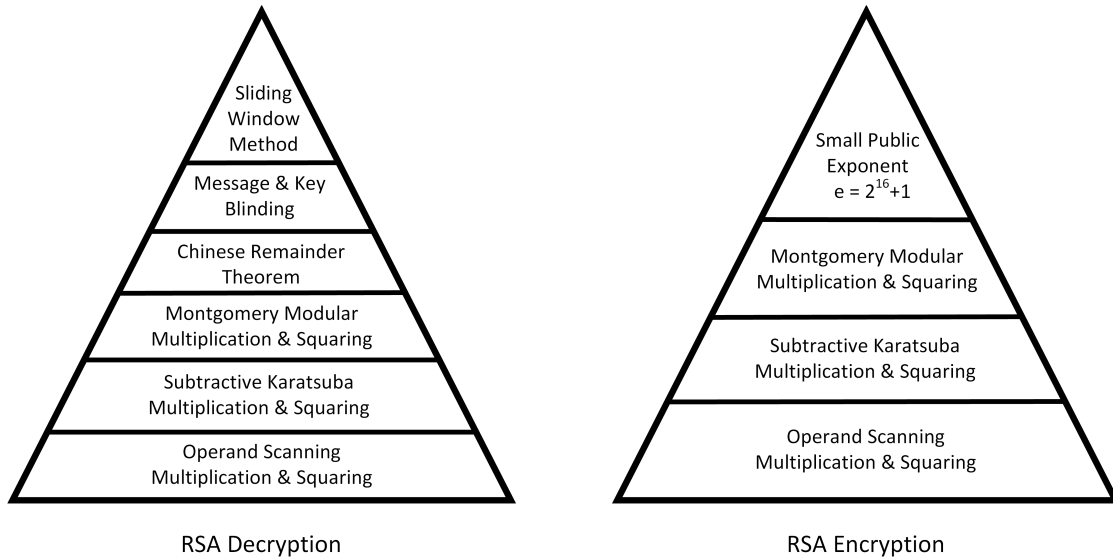 Sliding
Window
Method
Message & Key
Blinding
Chinese Remainder
Theorem
Montgomery Modular
Multiplication & Squaring
Subtractive Karatsuba
Multiplication & Squaring
Operand Scanning
Multiplication & Squaring
RSA Decryption
Small Public
Exponent
e = 2^16+1
Montgomery Modular
Multiplication & Squaring
Subtractive Karatsuba
Multiplication & Squaring
Operand Scanning
Multiplication & Squaring
RSA Encryption